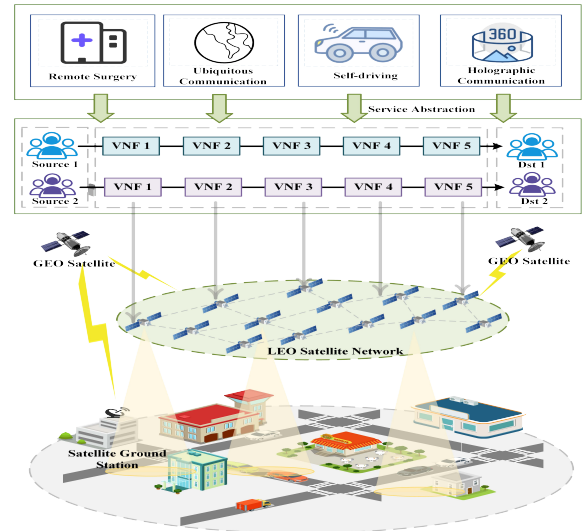 360
Remote Surgery
Ubiquitous
Communication
Self-driving
Holographic
Communication
Service Abstraction
Source 1
VNF 1
VNF 2
VNF 3
VNF 4
VNF 5
Dst 1
Source 2
VNF 1
VNF 2
VNF 3
VNF 4
VNF 5
Dst 2
GEO Satellite
GEO Satellite
LEO Satellite Network
Satellite Ground
Station